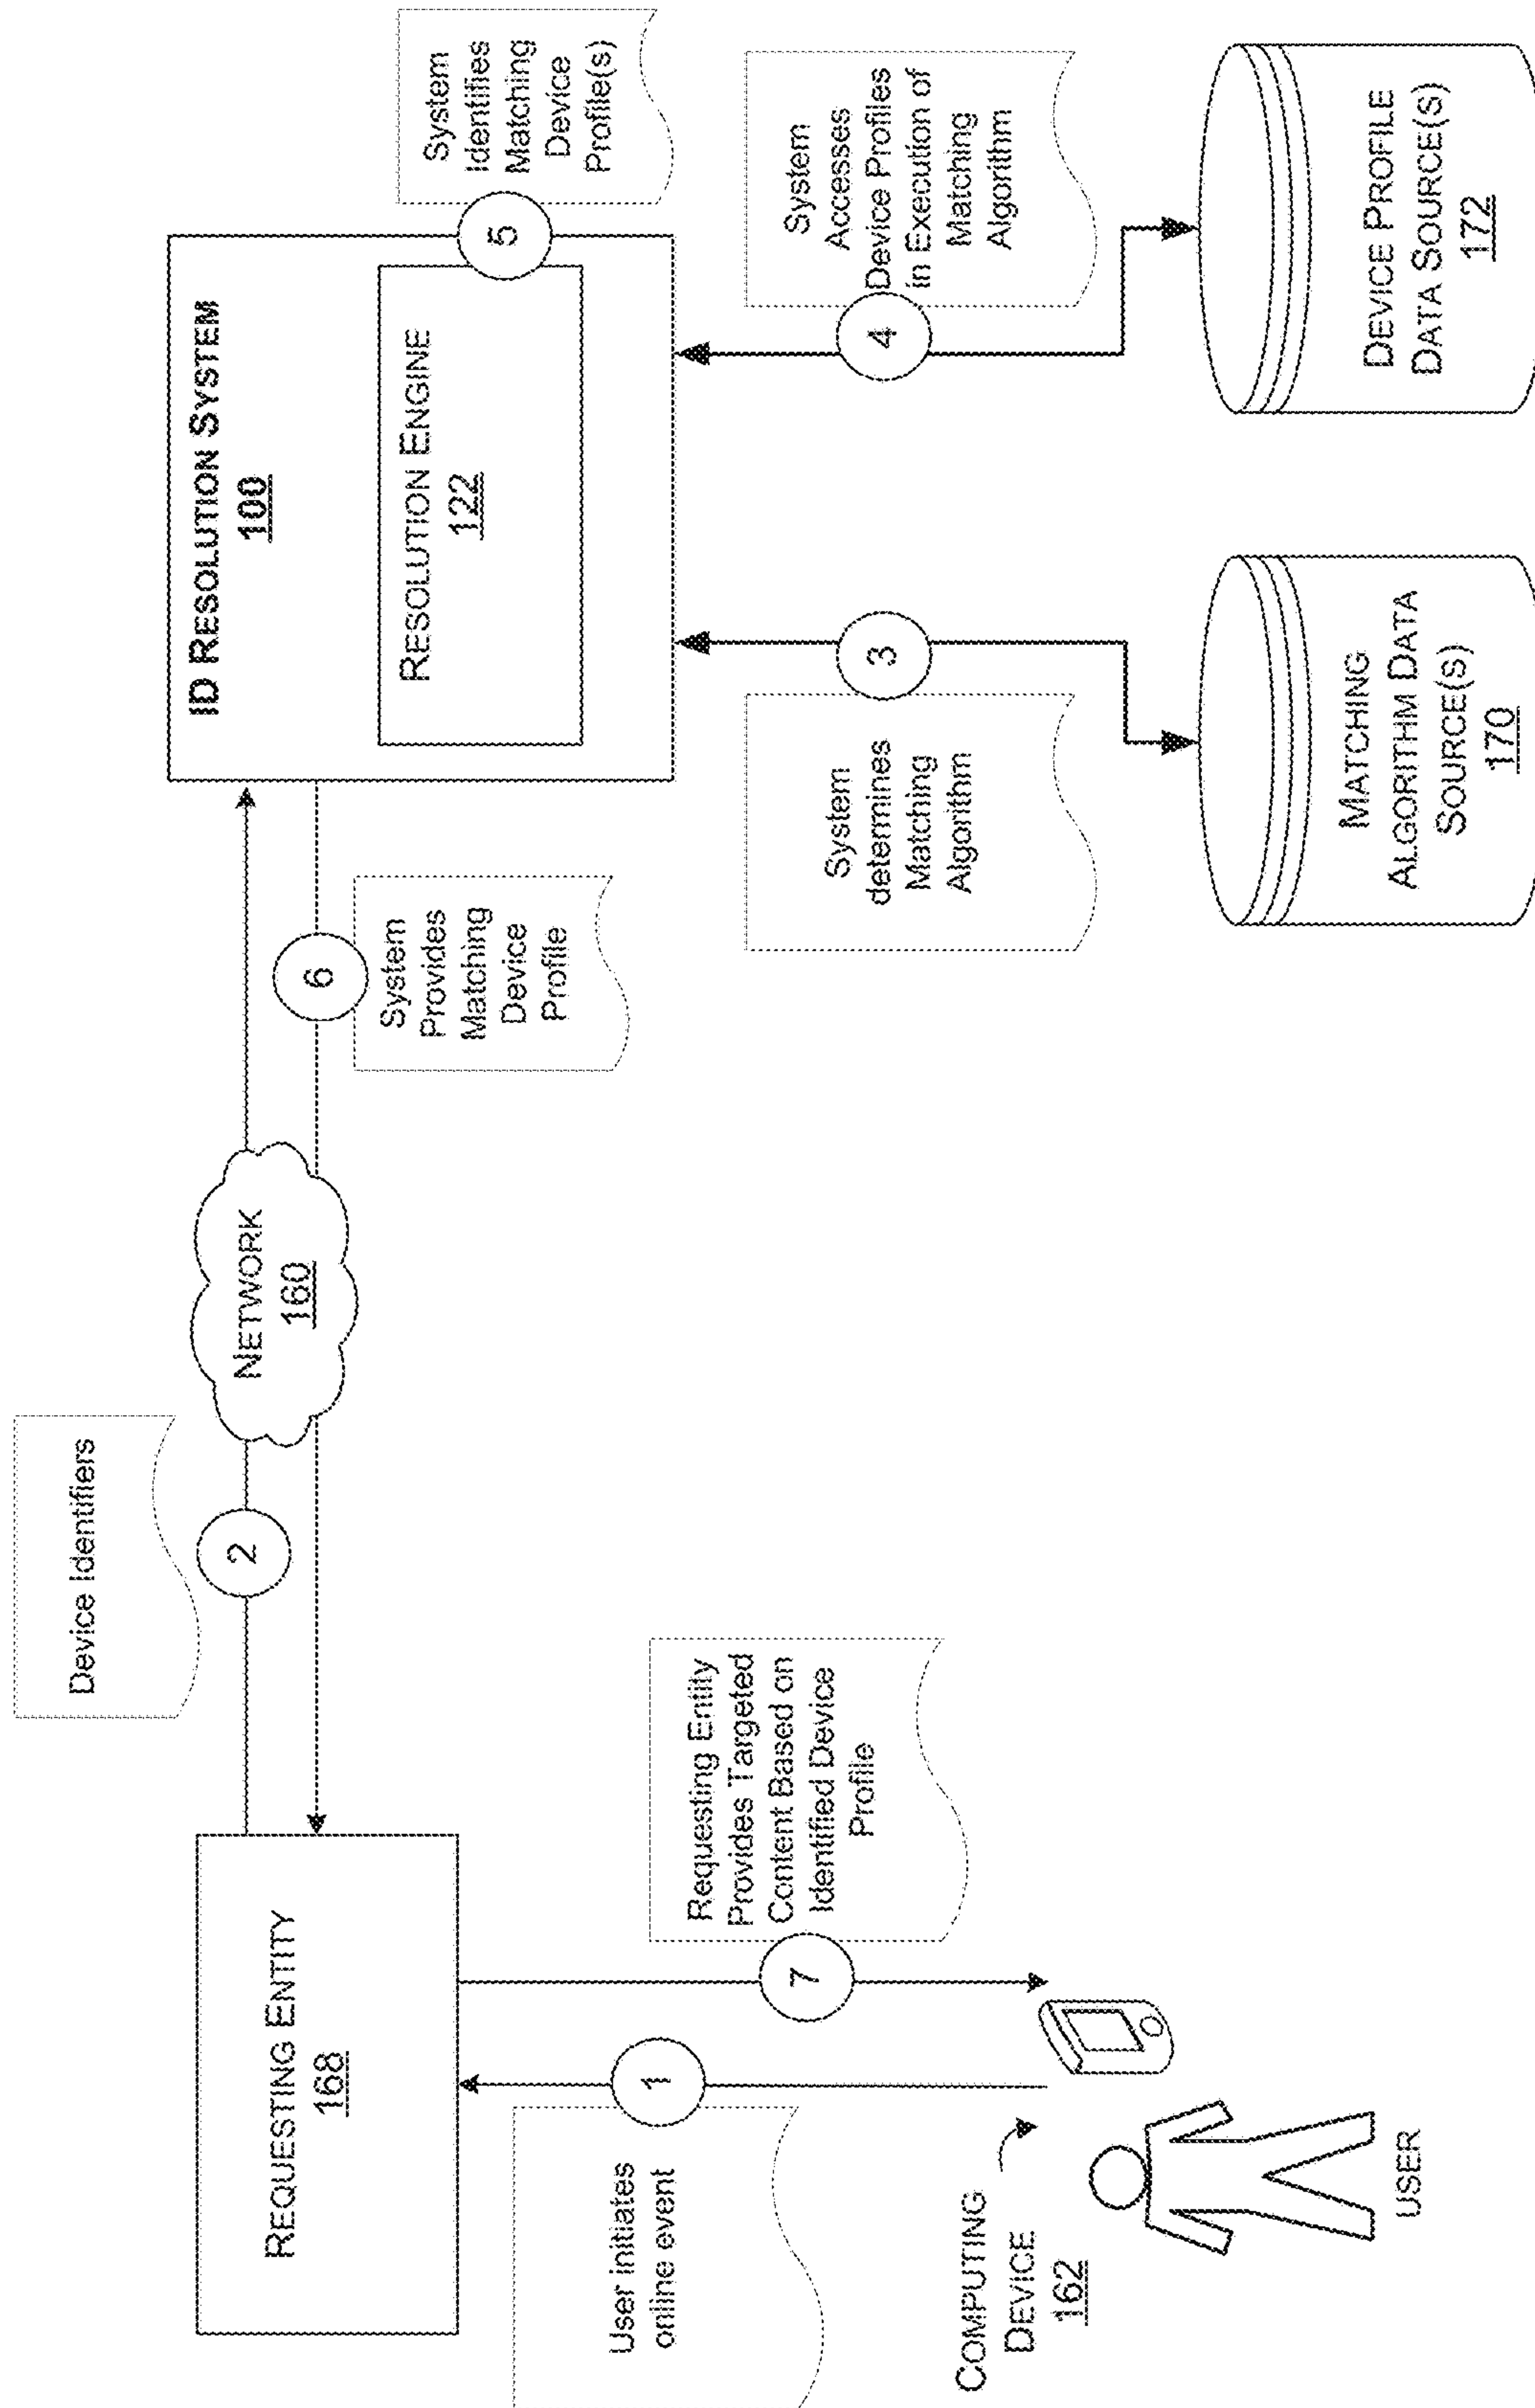 Device Identifiers
2
REQUESTING ENTITY
168
NETWORK
160
6
System
Provides
Matching
Device
Profile
ID RESOLUTION SYSTEM
100
RESOLUTION ENGINE
122
5
System
Identifies
Matching
Device
Profile(s)
User initiates
online event
1
7
Requesting Entity
Provides Targeted
Content Based on
Identified Device
Profile
System
determines
Matching
Algorithm
3
4
System
Accesses
Device Profiles
in Execution of
Matching
Algorithm
COMPUTING
DEVICE
162
USER
MATCHING
ALGORITHM DATA
SOURCE(S)
170
DEVICE PROFILE
DATA SOURCE(S)
172